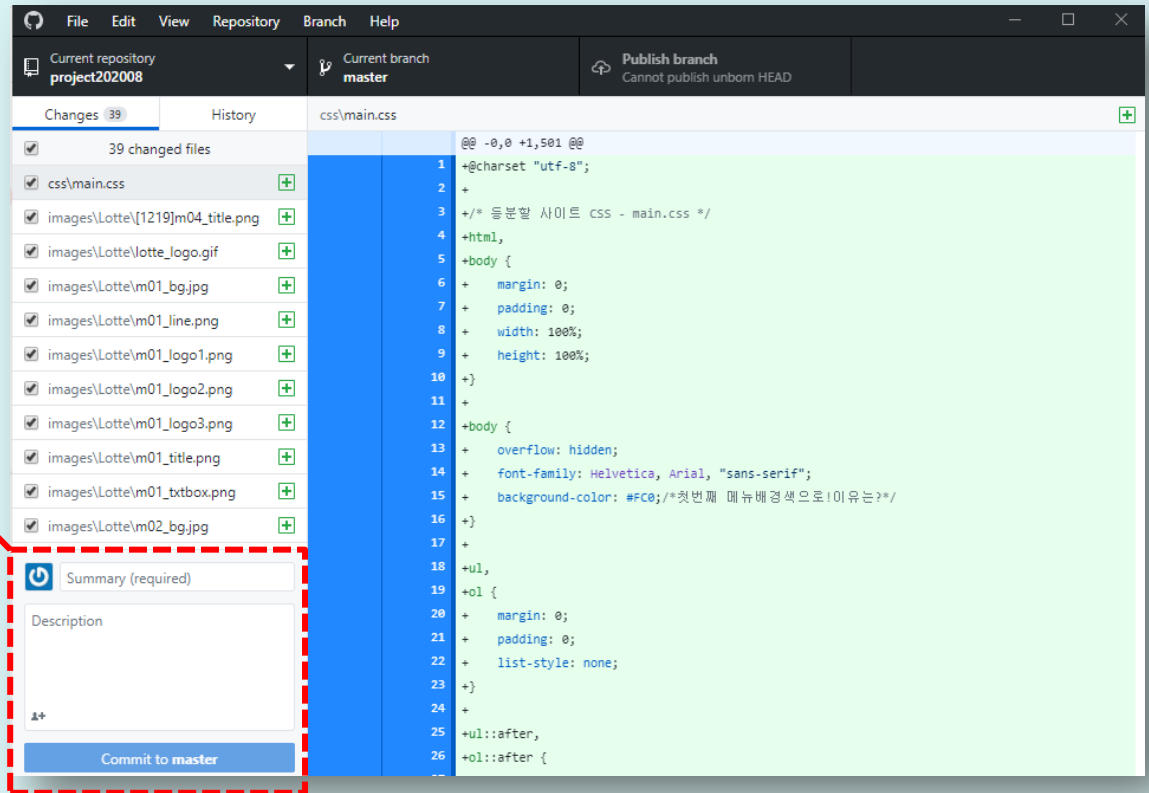 File Edit View Repository Branch Help
Current repository
project202008
Current branch
master
Publish branch
Cannot publish unborn HEAD
Changes 39 History
css\main.css
39 changed files
css\main.css
images\Lotte\[1219]m04_title.png
images\Lotte\lotte_logo.gif
images\Lotte\m01_bg.jpg
images\Lotte\m01_line.png
images\Lotte\m01_logo1.png
images\Lotte\m01_logo2.png
images\Lotte\m01_logo3.png
images\Lotte\m01_title.png
images\Lotte\m01_txtbox.png
images\Lotte\m02_bg.jpg
Summary (required)
Description
Commit to master
@@ -0,0 +1,501 @@
1 +@charset "utf-8";
2 +
3 +/* 등분할 사이트 CSS - main.css */
4 +html,
5 +body {
6 + margin: 0;
7 + padding: 0;
8 + width: 100%;
9 + height: 100%;
10 +}
11 +
12 +body {
13 + overflow: hidden;
14 + font-family: Helvetica, Arial, "sans-serif";
15 + background-color: #FC0;/*첫번째 메뉴배경색으로!이유는?*/
16 +}
17 +
18 +ul,
19 +ol {
20 + margin: 0;
21 + padding: 0;
22 + list-style: none;
23 +}
24 +
25 +ul::after,
26 +ol::after {